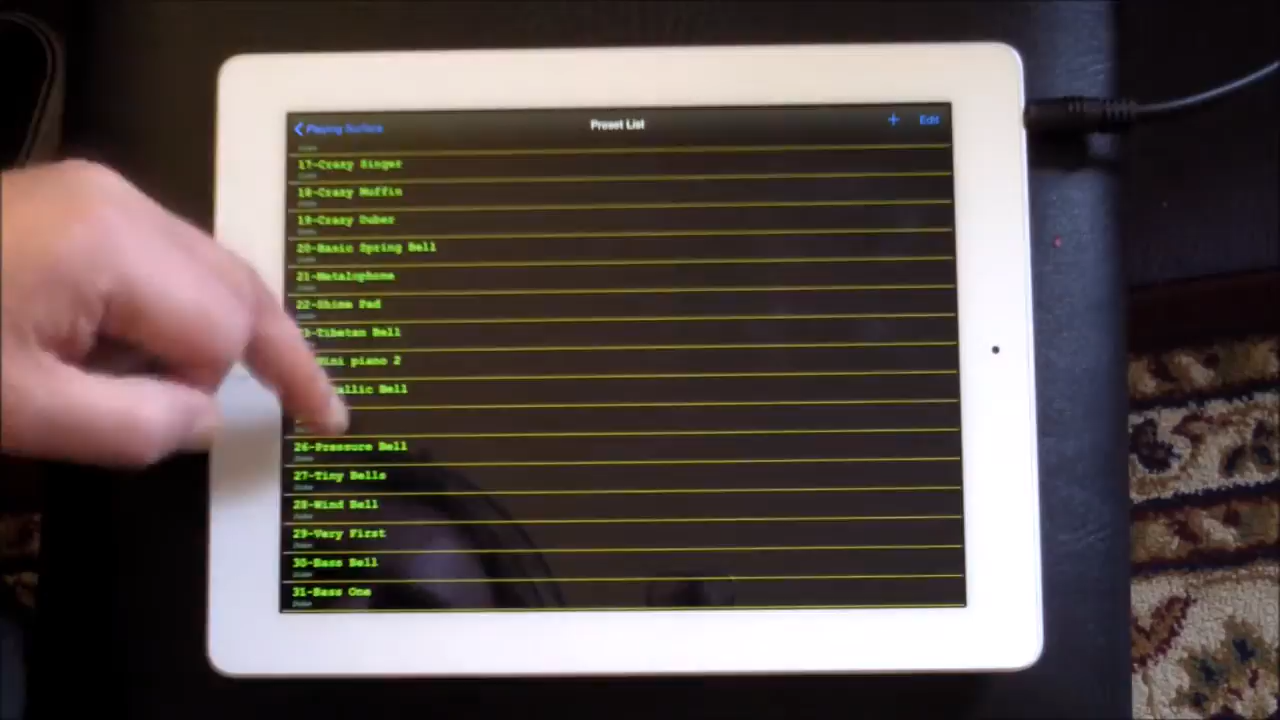 Playing Surface
Preset List
+
Edit
17-Crazy Singer
18-Crazy Muffin
19-Crazy Duber
20-Basic Spring Bell
21-Metalophone
22-Shime Pad
-Tibetan Bell
Mini piano 2
allic Bell
26-Pressure Bell
27-Tiny Bells
28-Wind Bell
29-Very First
30-Bass Bell
31-Bass One